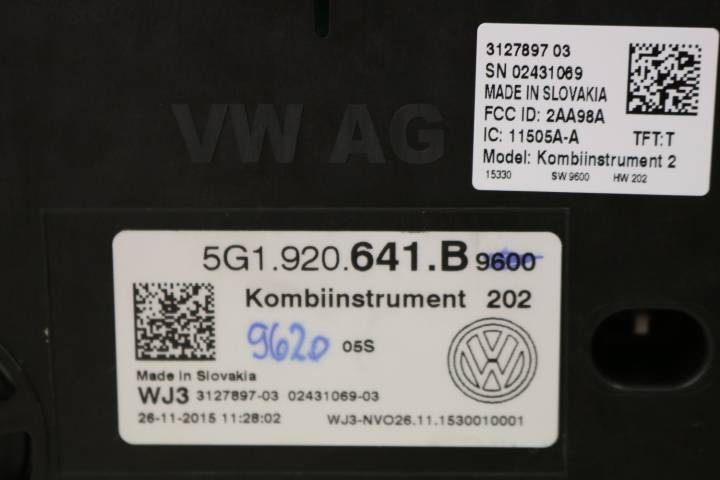 VW AG
3127897 03
SN 02431069
MADE IN SLOVAKIA
FCC ID: 2AA98A
IC: 11505A-A TFT:T
Model: Kombiinstrument 2
15330 SW 9600 HW 202
5G1.920.641.B 9600
Kombiinstrument 202
9620 05S
Made in Slovakia
WJ3 3127897-03 02431069-03
26-11-2015 11:28:02 WJ3-NVO26.11.1530010001